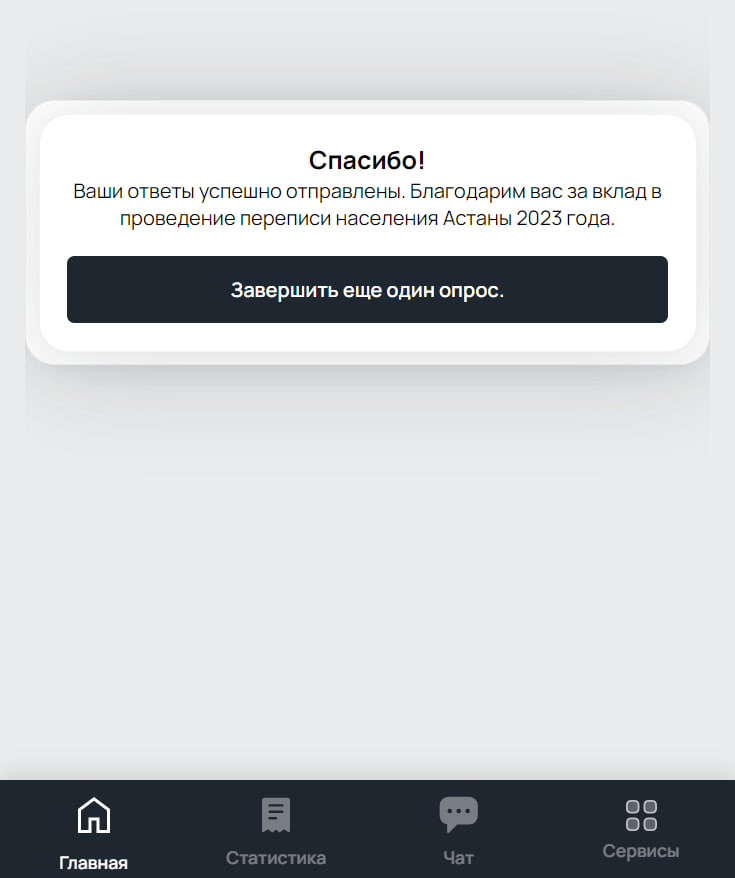 Спасибо!
Ваши ответы успешно отправлены. Благодарим вас за вклад в
проведение переписи населения Астаны 2023 года.
Завершить еще один опрос.
Главная
Статистика
Чат
Сервисы